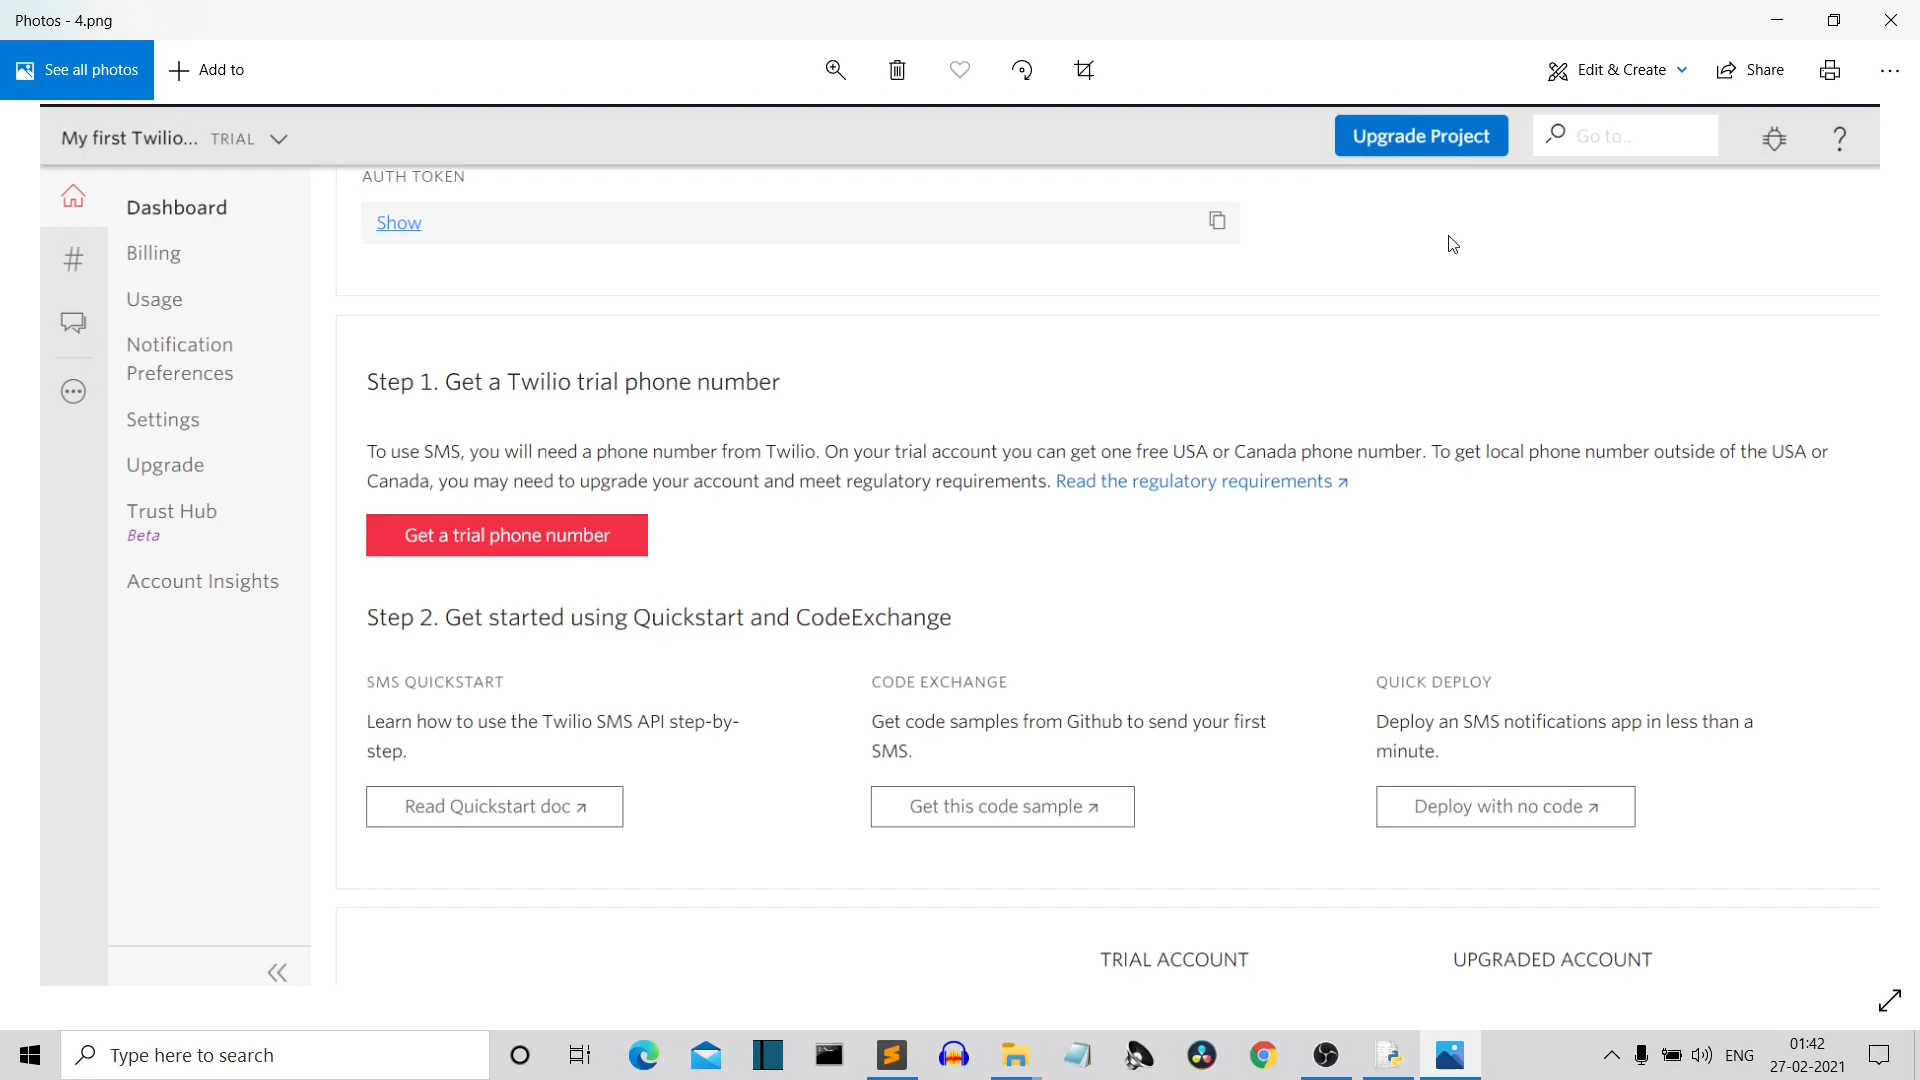 Photos - 4.png
See all photos
Add to
Edit & Create
Share
My first Twilio... TRIAL
Upgrade Project
Go to...
AUTH TOKEN
Show
Dashboard
Billing
Usage
Notification
Preferences
Settings
Upgrade
Trust Hub
Beta
Account Insights
Step 1. Get a Twilio trial phone number
To use SMS, you will need a phone number from Twilio. On your trial account you can get one free USA or Canada phone number. To get local phone number outside of the USA or
Canada, you may need to upgrade your account and meet regulatory requirements. Read the regulatory requirements ↗
Get a trial phone number
Step 2. Get started using Quickstart and CodeExchange
SMS QUICKSTART
Learn how to use the Twilio SMS API step-by-
step.
Read Quickstart doc ↗
CODE EXCHANGE
Get code samples from Github to send your first
SMS.
Get this code sample ↗
QUICK DEPLOY
Deploy an SMS notifications app in less than a
minute.
Deploy with no code ↗
TRIAL ACCOUNT
UPGRADED ACCOUNT
Type here to search
ENG
01:42
27-02-2021